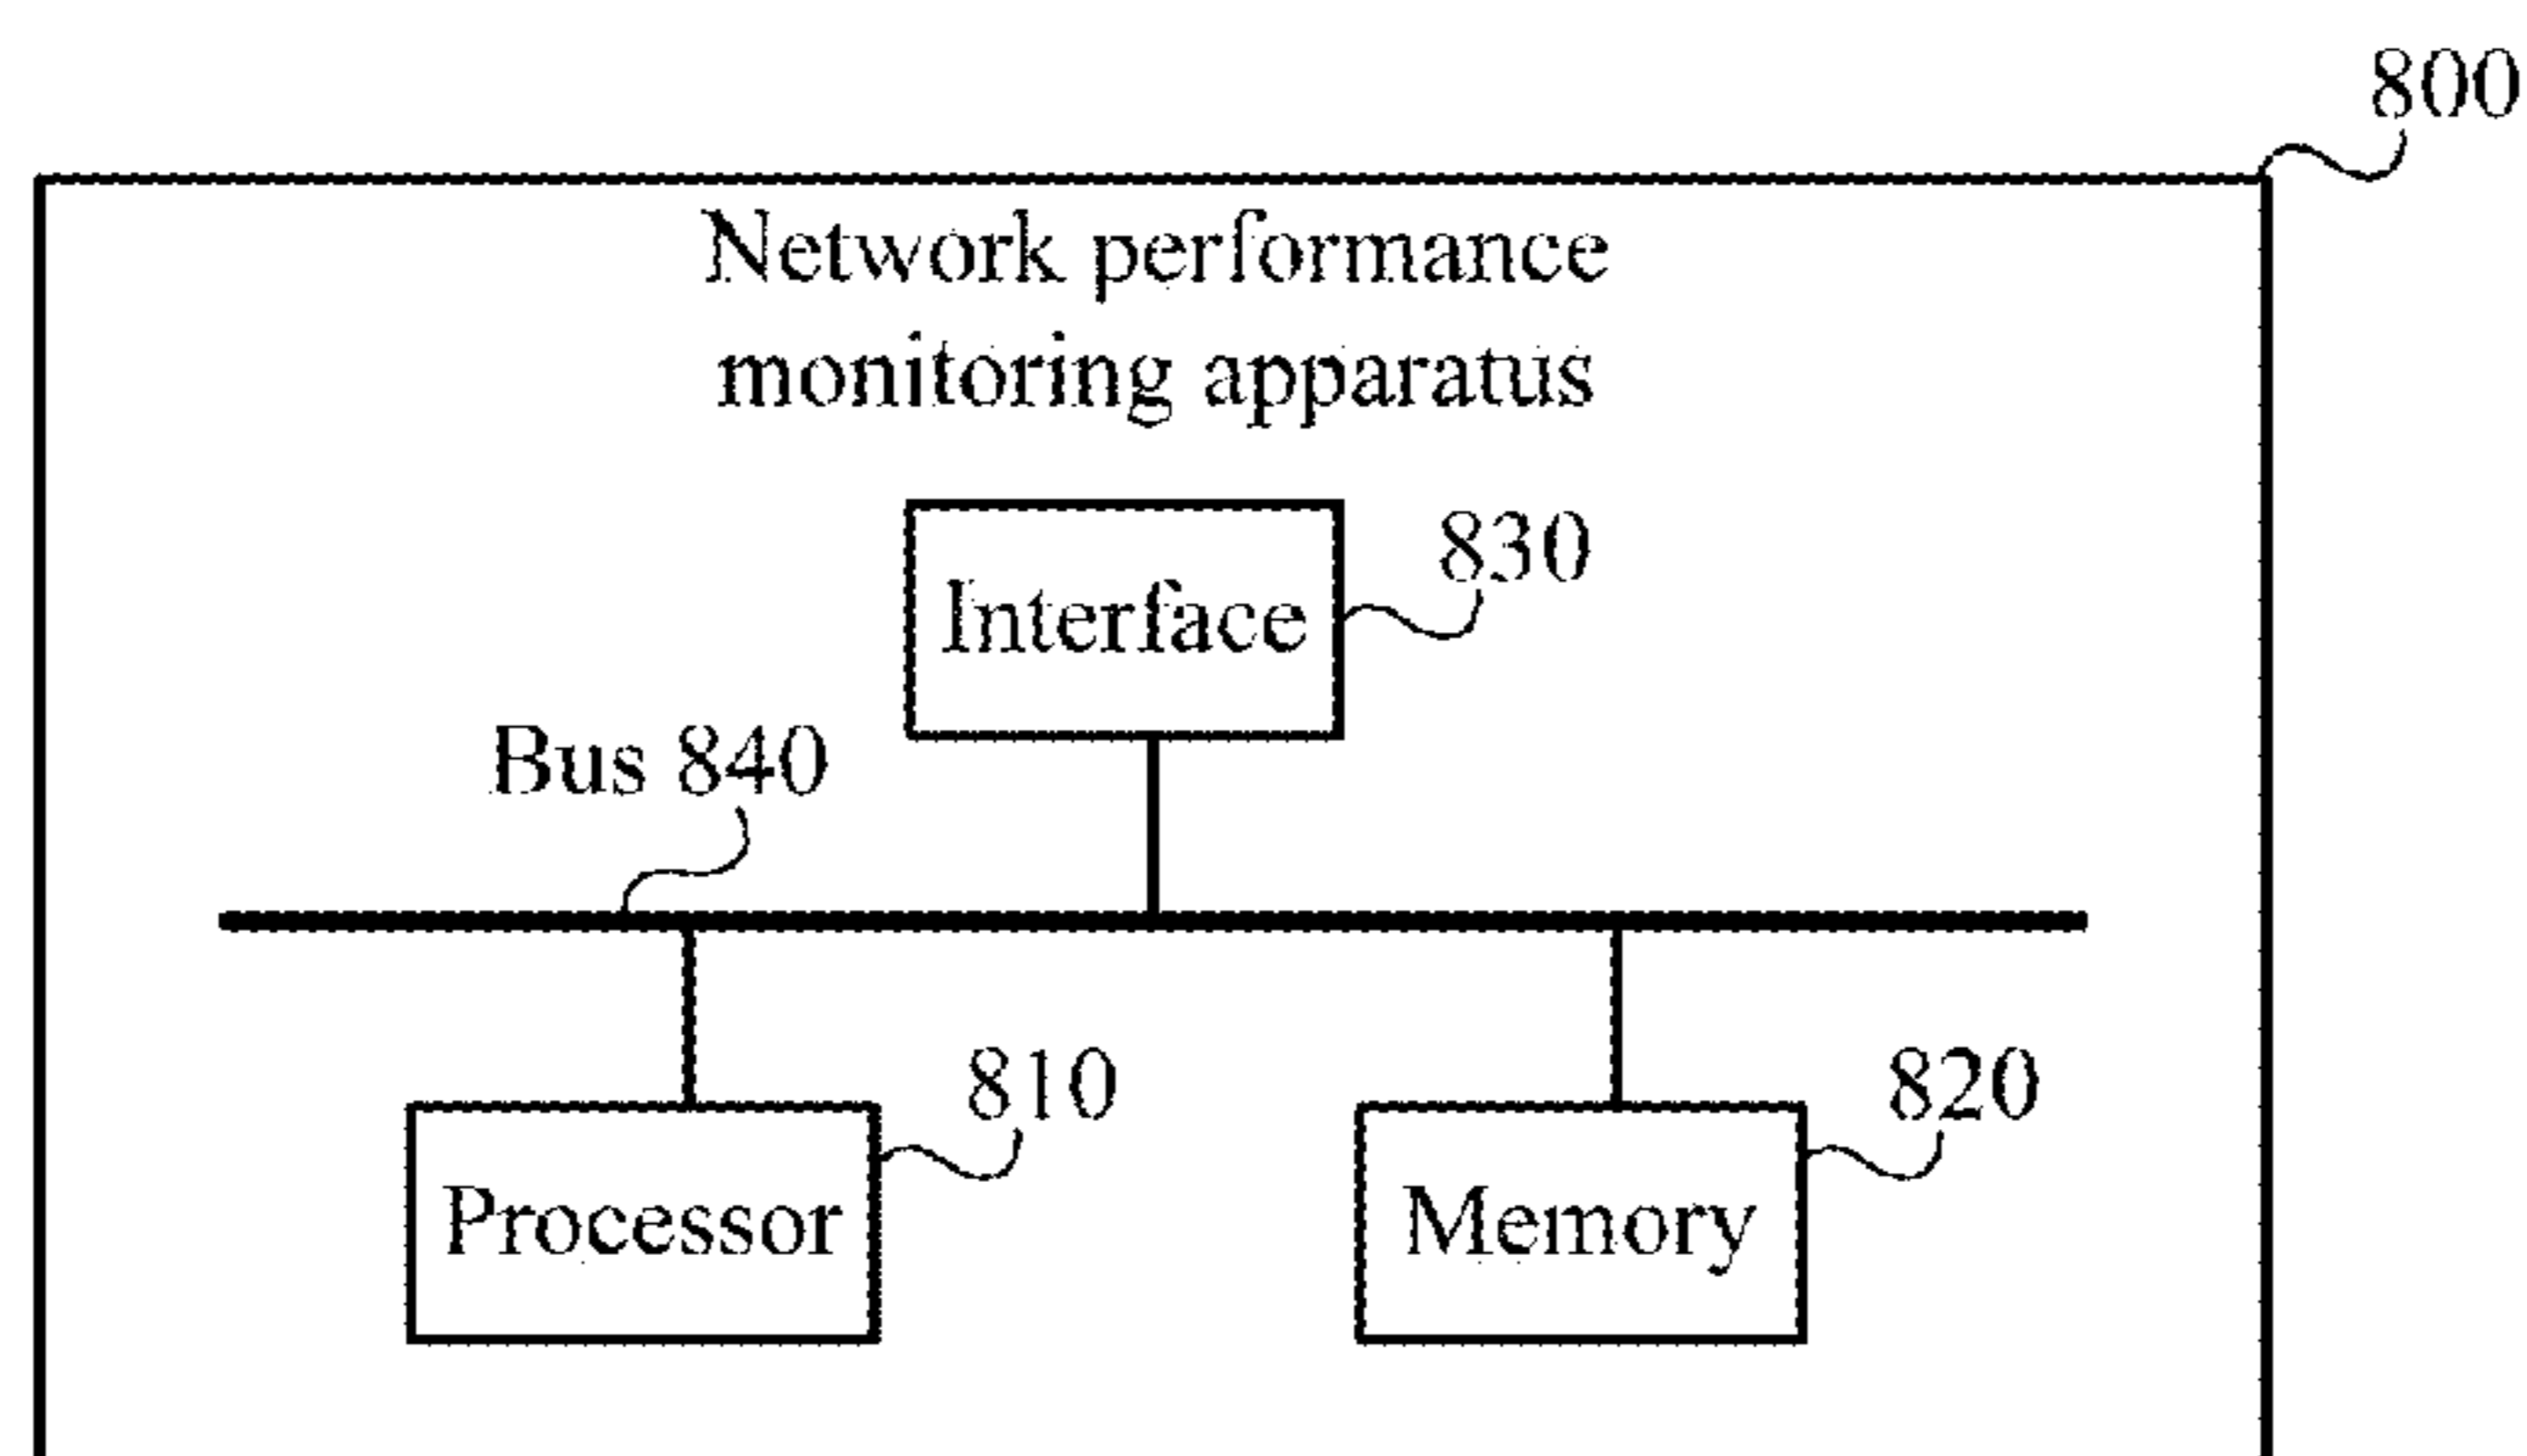 800
Network performance
monitoring apparatus
830
Interface
Bus 840
810
820
Processor
Memory